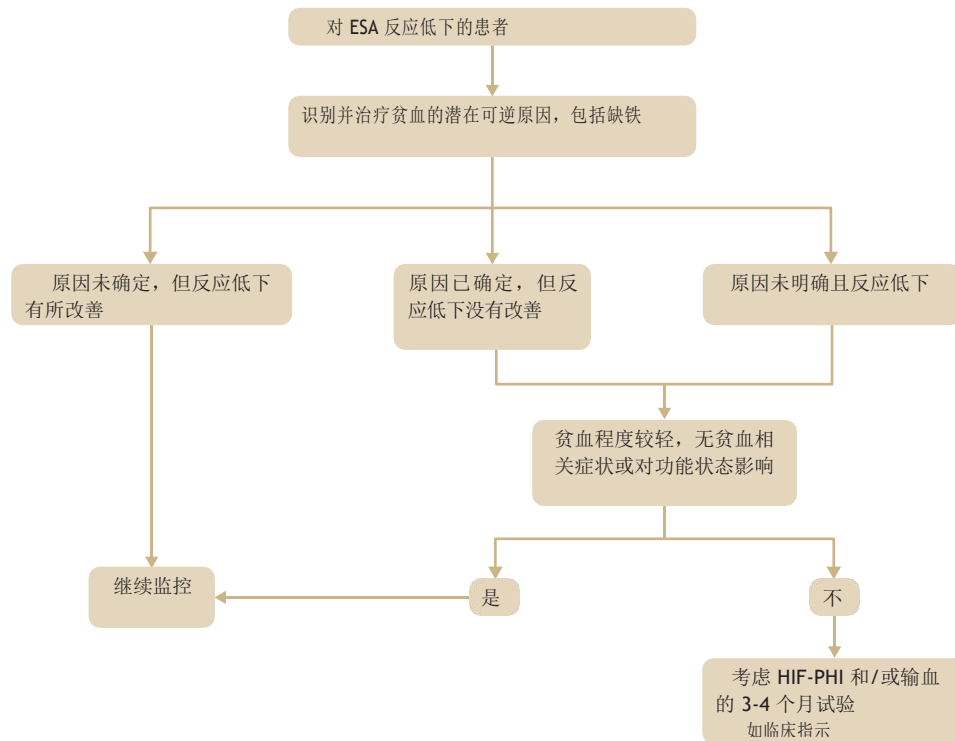 对 ESA 反应低下的患者
识别并治疗贫血的潜在可逆原因，包括缺铁
原因未确定，但反应低下
有所改善
原因已确定，但反
应低下没有改善
原因未明确且反应低下
贫血程度较轻，无贫血相
关症状或对功能状态影响
继续监控
是
不
考虑 HIF-PHI 和/或输血
的 3-4 个月试验
如临床指示